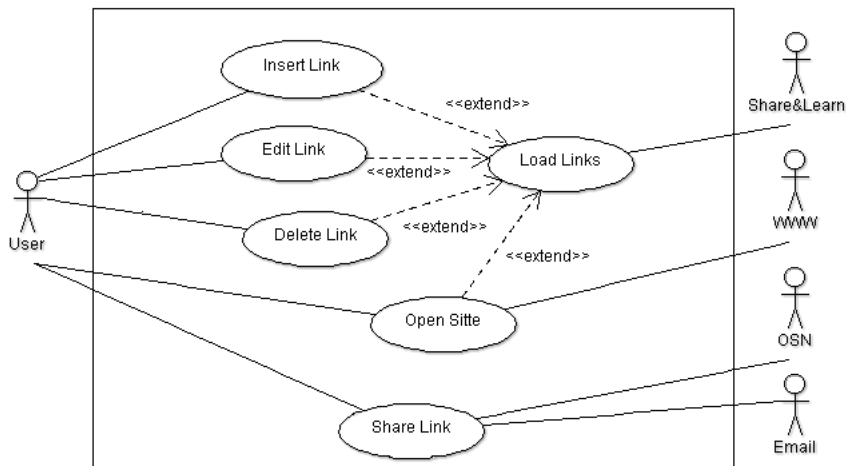 Insert Link
<<extend>>
Share&Learn
Edit Link
<<extend>>
Load Links
User
Delete Link
<<extend>>
WWW
<<extend>>
Open Sitte
OSN
Share Link
Email